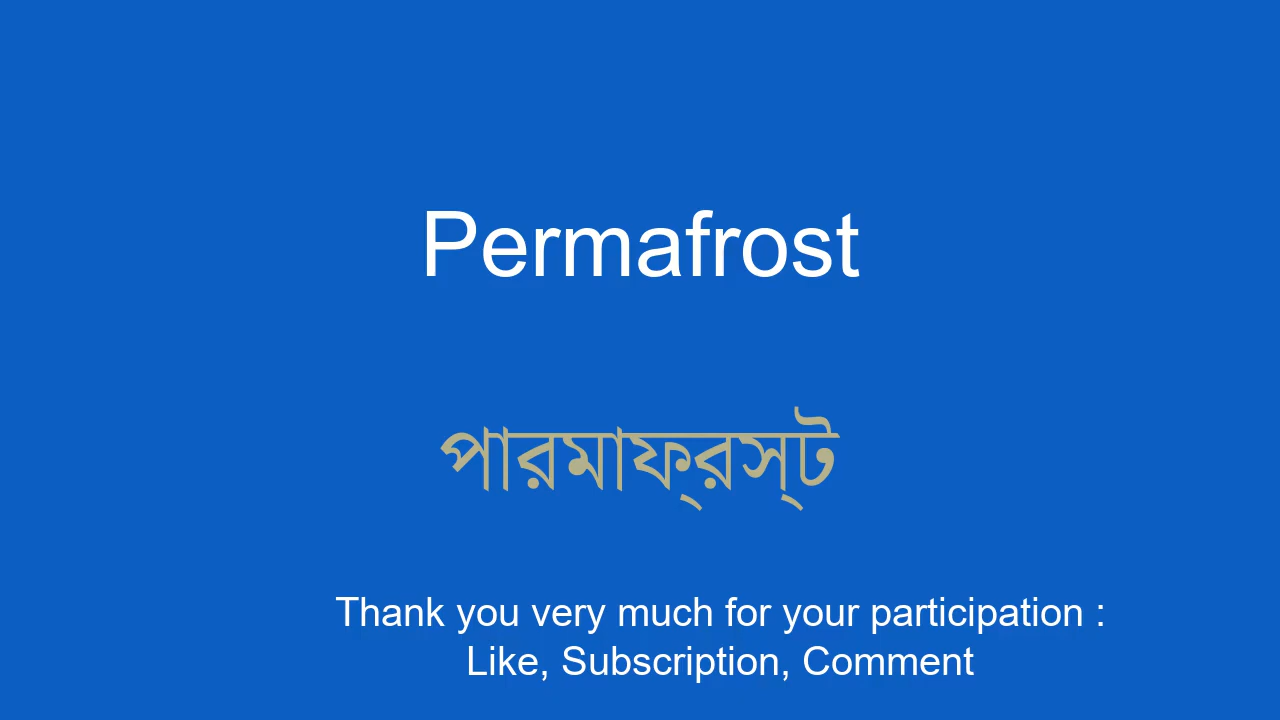 Permafrost
পারমাফ্রস্ট
Thank you very much for your participation :
Like, Subscription, Comment